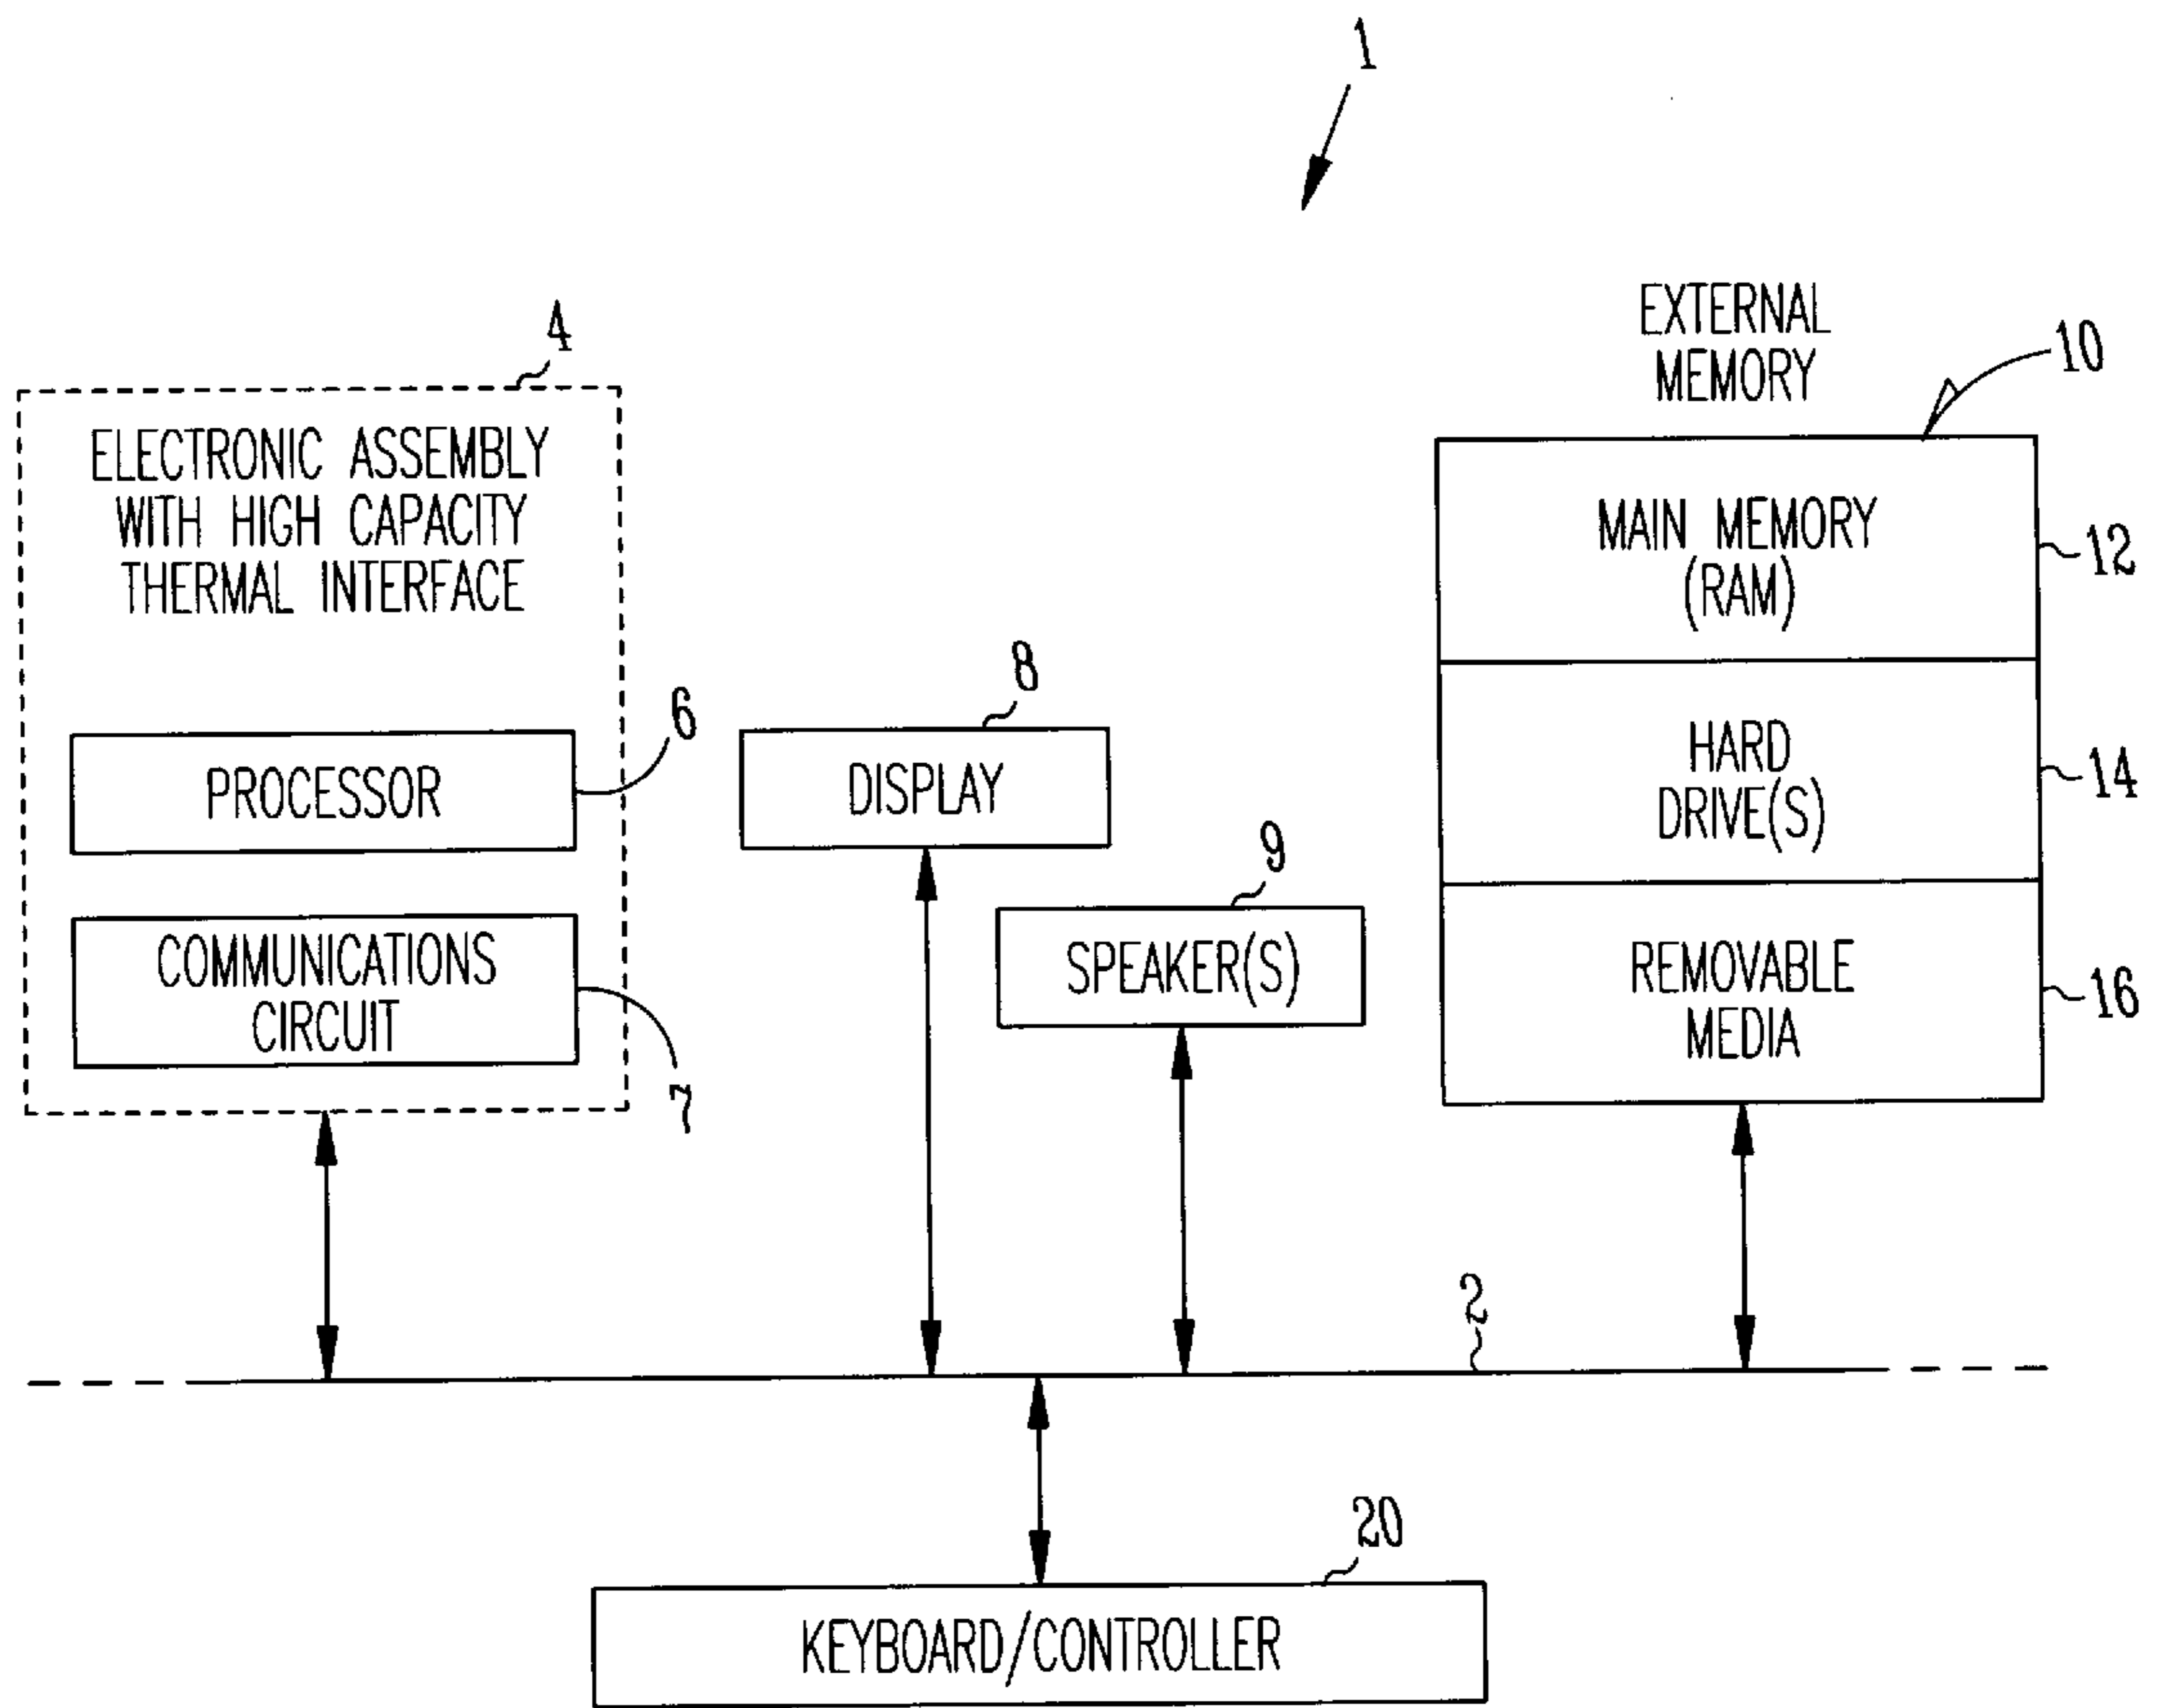 1
EXTERNAL
MEMORY
10
4
ELECTRONIC ASSEMBLY
WITH HIGH CAPACITY
THERMAL INTERFACE
PROCESSOR
6
COMMUNICATIONS
CIRCUIT
7
8
DISPLAY
9
SPEAKER(S)
MAIN MEMORY
(RAM)
12
HARD
DRIVE(S)
14
REMOVABLE
MEDIA
16
2
20
KEYBOARD/CONTROLLER